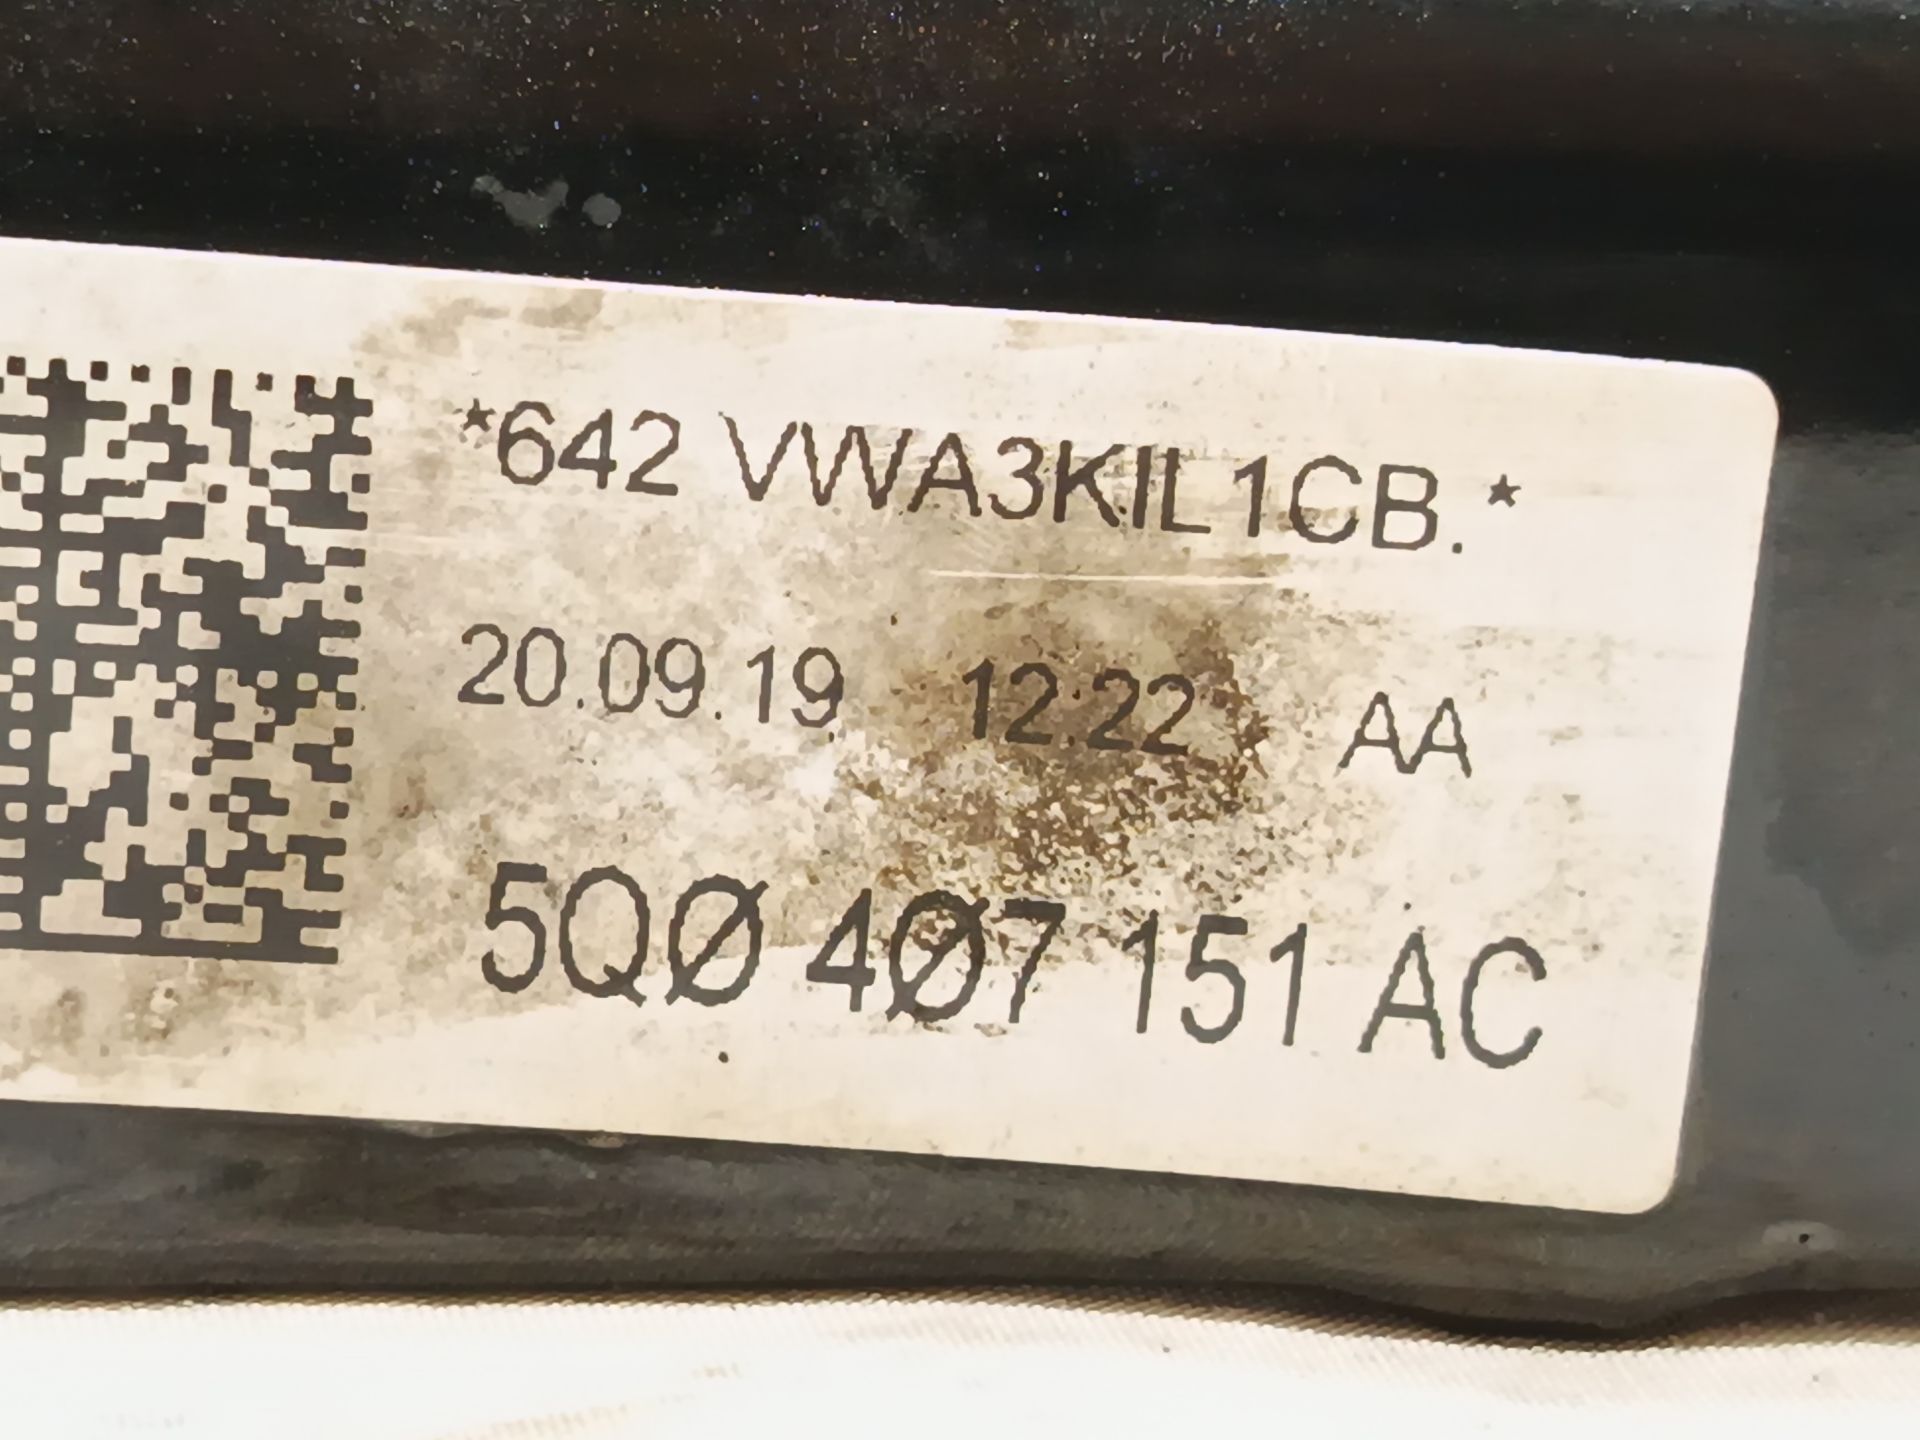 *642 VWA3KIL1CB.*
20.09.19 12:22 AA
5QØ 4Ø7 151 AC